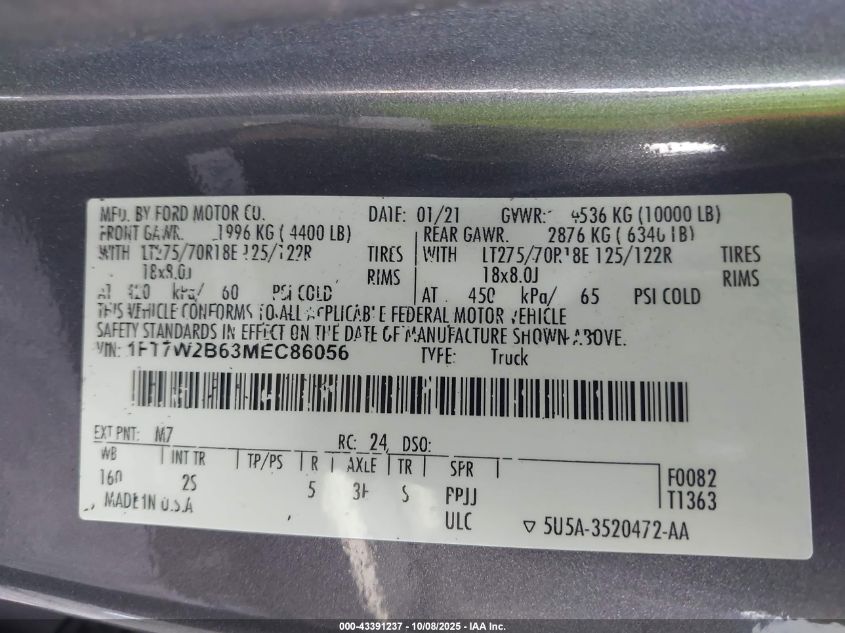 MFD. BY FORD MOTOR CO. DATE: 01/21 GVWR: 4536 KG (10000 LB)
FRONT GAWR: 1996 KG ( 4400 LB) REAR GAWR: 2876 KG ( 6340 LB)
WITH LT275/70R18E 125/122R TIRES WITH LT275/70R18E 125/122R TIRES
18x8.0J RIMS 18x8.0J RIMS
AT 420 kPa/ 60 PSI COLD AT 450 kPa/ 65 PSI COLD
THIS VEHICLE CONFORMS TO ALL APPLICABLE FEDERAL MOTOR VEHICLE
SAFETY STANDARDS IN EFFECT ON THE DATE OF MANUFACTURE SHOWN ABOVE.
VIN: 1FT7W2B63MEC86056 TYPE: Truck
EXT PNT: M7 RC: 24 DSO:
WB INT TR TP/PS R AXLE TR SPR F0082
160 2S 5 S T1363
MADE IN U.S.A ULC 5U5A-3520472-AA
000-43391237 - 10/08/2025 - IAA Inc.